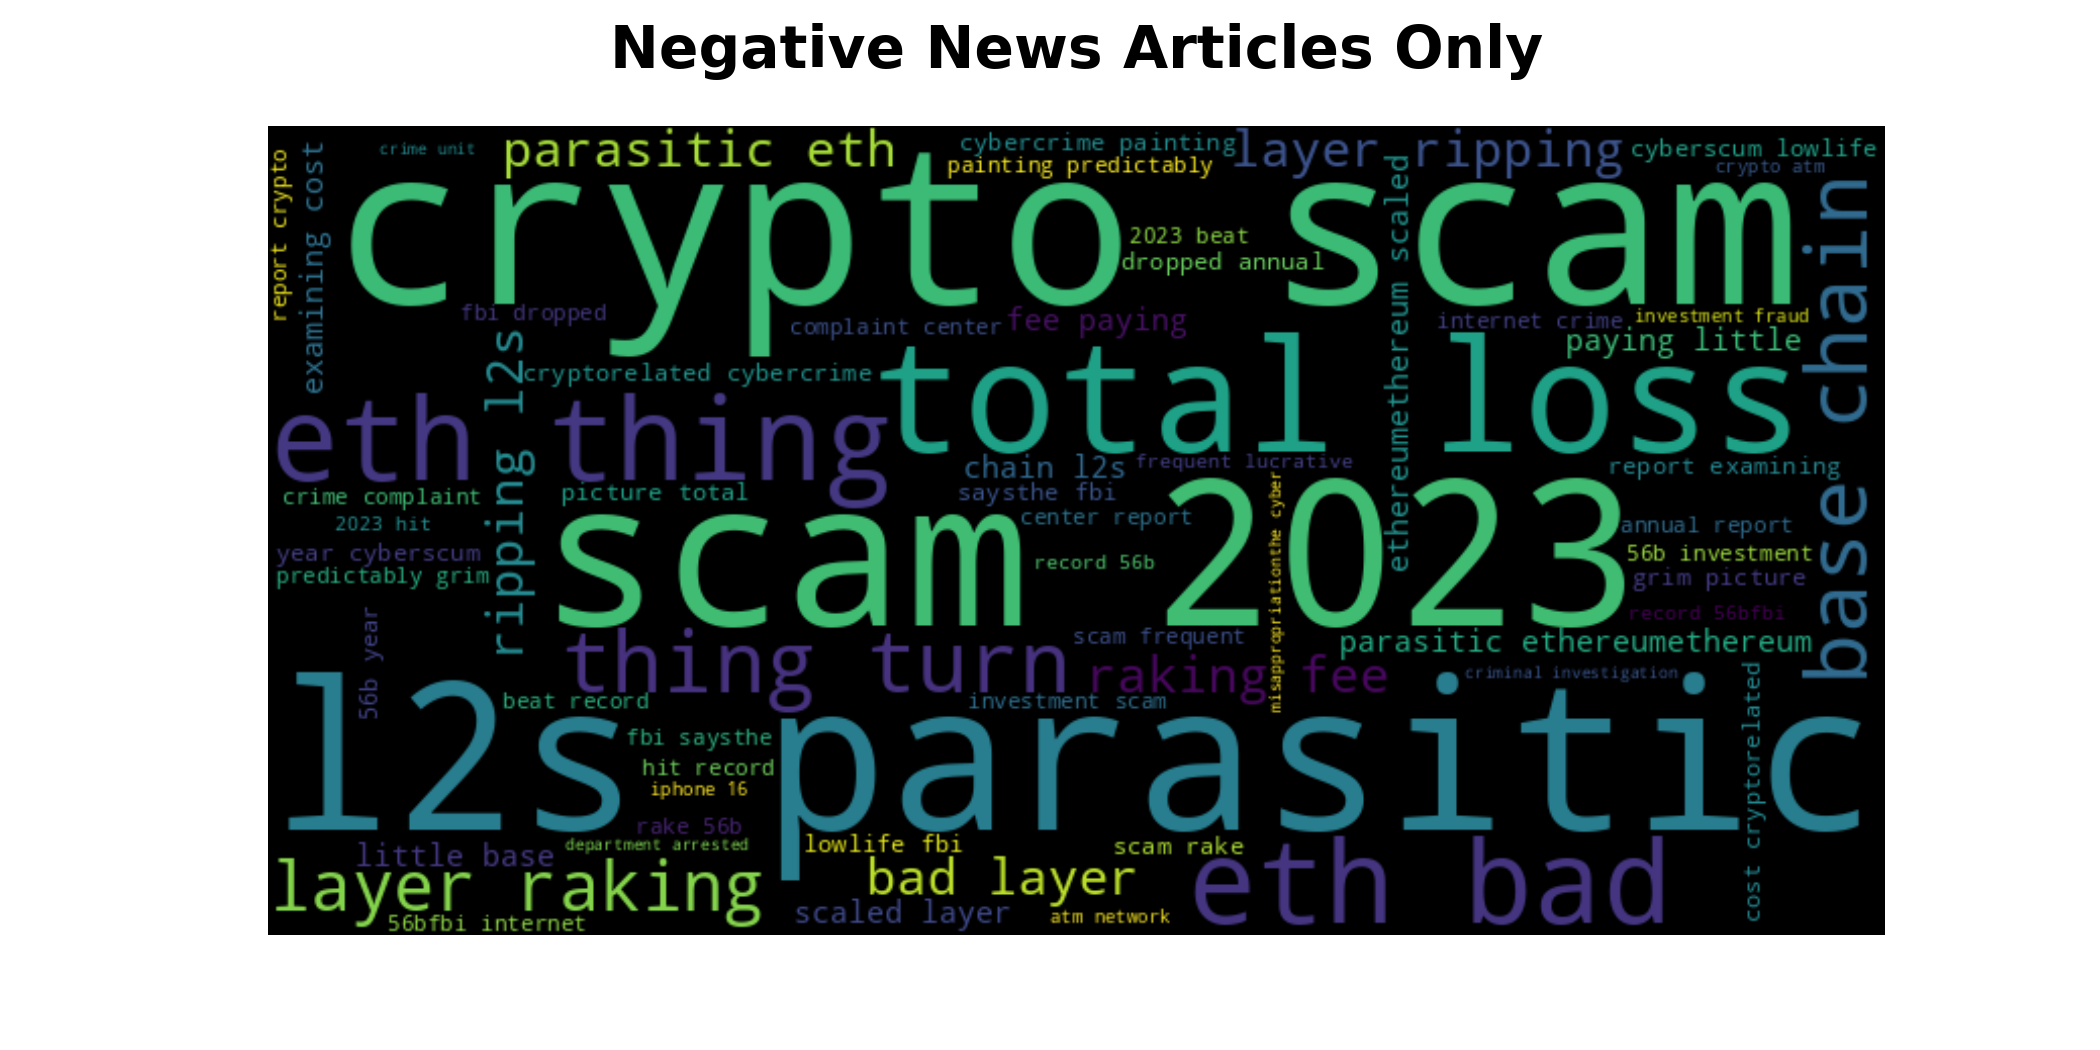 Negative News Articles Only
crime unit
parasitic eth
cybercrime painting
layer ripping
cyberscum lowlife
painting predictably
crypto atm
report crypto
examining cost
crypto scam
2023 beat
dropped annual
ethereumethereum scaled
base chain
fbi dropped
complaint center
fee paying
internet crime
investment fraud
paying little
ripping l2s
cryptorelated cybercrime
total loss
eth thing
chain l2s
frequent lucrative
report examining
crime complaint
picture total
saysthe fbi
2023 hit
center report
annual report
scam 2023
year cyberscum
record 56b
56b investment
predictably grim
grim picture
misappropriationthe cyber
record 56bfbi
56b year
thing turn
scam frequent
parasitic ethereumethereum
raking fee
criminal investigation
beat record
investment scam
l2s parasitic
fbi saysthe
hit record
iphone 16
cost cryptorelated
rake 56b
little base
department arrested
lowlife fbi
scam rake
layer raking
bad layer
eth bad
56bfbi internet
scaled layer
atm network